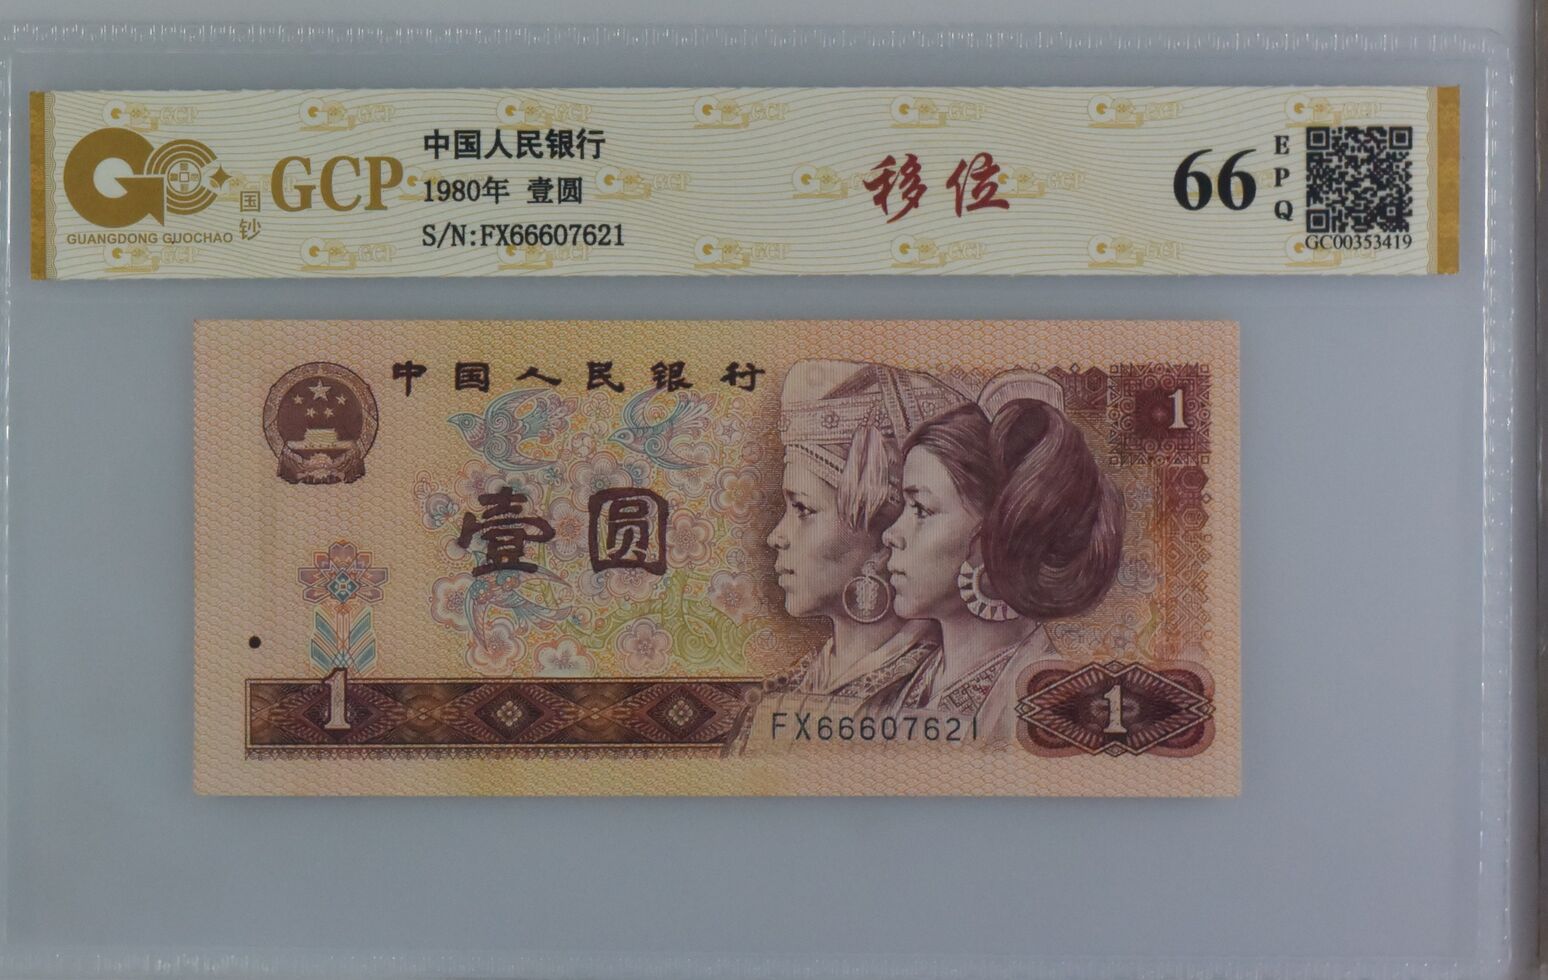 GUANGDONG GUOCHAO
国钞
GCP
中国人民银行
1980年 壹圆
S/N:FX66607621
移位
66
EPQ
GC00353419
中国人民银行
1
壹圆
1
FX66607621
1